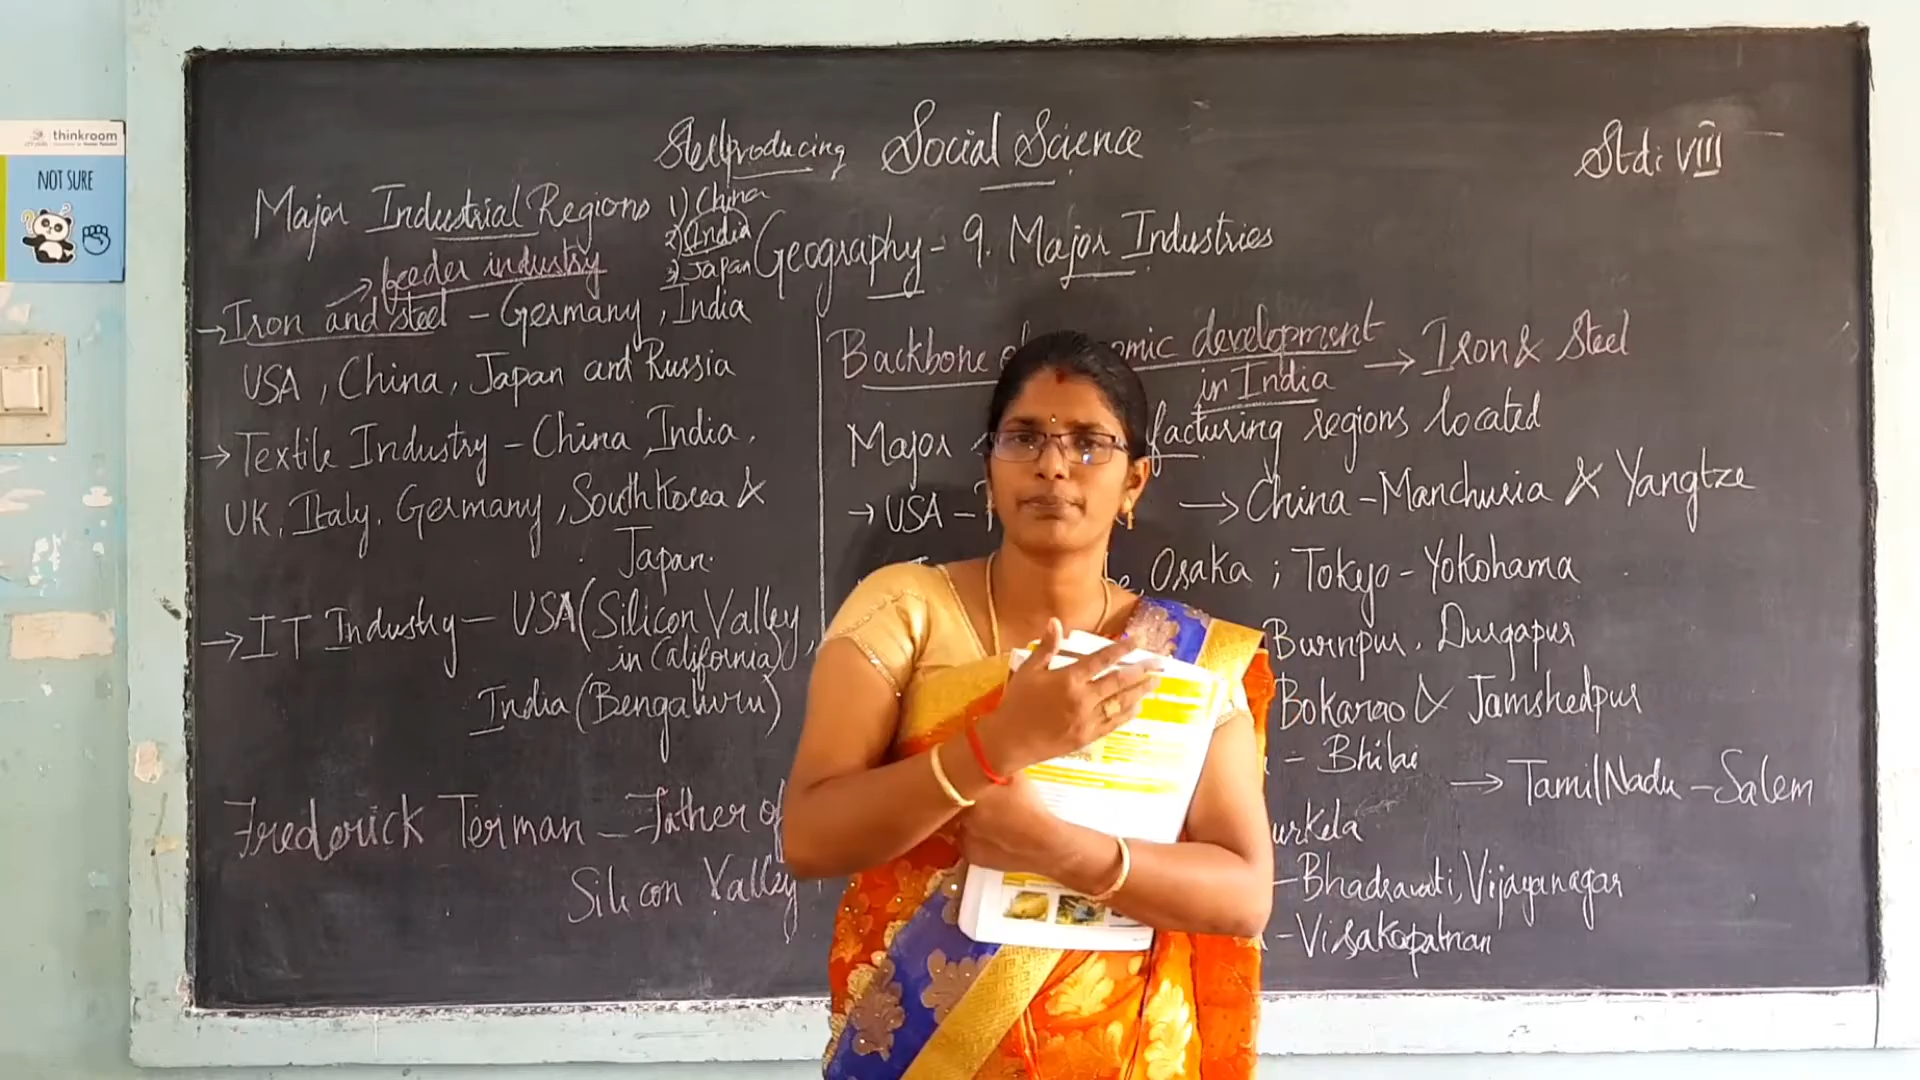 thinkroom
NOT SURE
Steelproducing
1) China
2) India
3) Japan
Social Science
Std: VIII
Geography - 9. Major Industries
Major Industrial Regions
→ feeder industry
→ Iron and steel - Germany, India
USA, China, Japan and Russia
→ Textile Industry - China, India,
UK, Italy, Germany, South Korea &
Japan.
→ IT Industry - USA (Silicon Valley,
in California)
India (Bengaluru)
Frederick Terman - Father of
Silicon Valley
Backbone economic development → Iron & Steel
in India
Major facturing regions located
→ USA - → China - Manchuria & Yangtze
Osaka ; Tokyo - Yokohama
Burnpur, Durgapur
Bokarao & Jamshedpur
- Bhilai
→ TamilNadu - Salem
urkela
- Bhadravati, Vijayanagar
- Visakapatnam